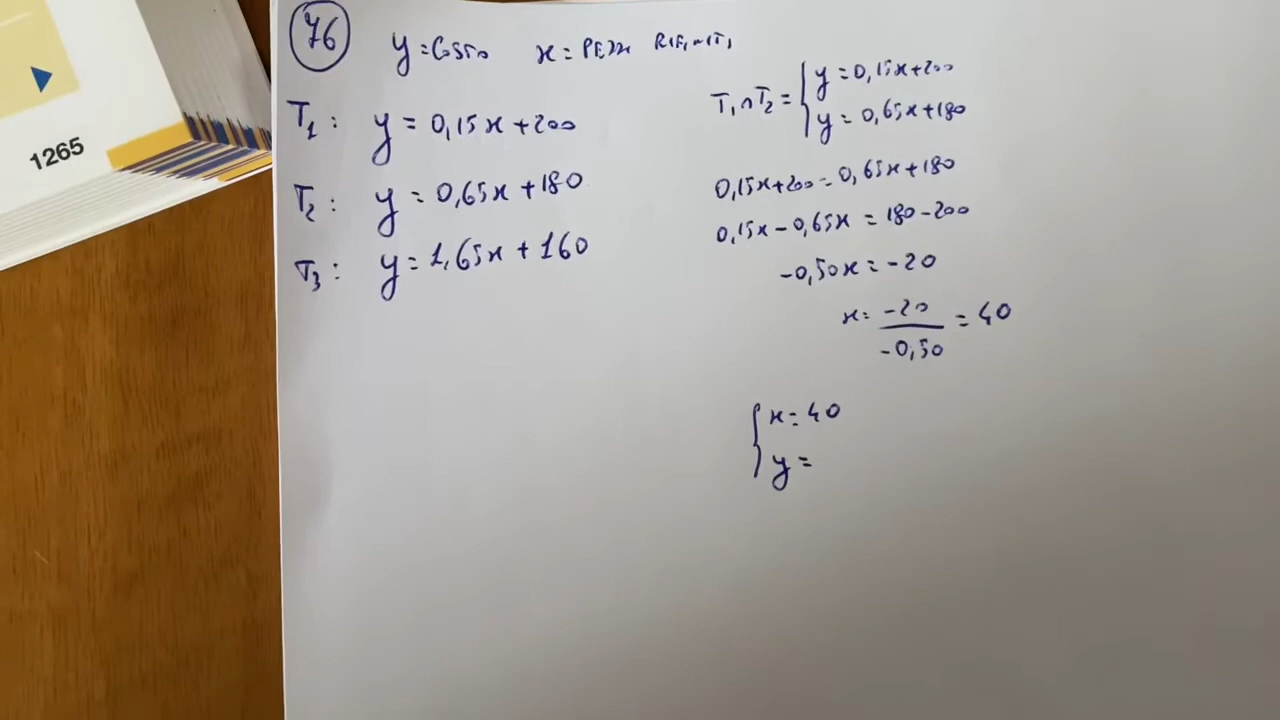 1265
76
y = COSTO x = PEZZI RIFINITI
T1: y = 0,15x + 200
T2: y = 0,65x + 180
T3: y = 1,65x + 160
T1 ∩ T2 = { y = 0,15x + 200
y = 0,65x + 180
0,15x + 200 = 0,65x + 180
0,15x - 0,65x = 180 - 200
-0,50x = -20
x = -20 / -0,50 = 40
{ x = 40
y =